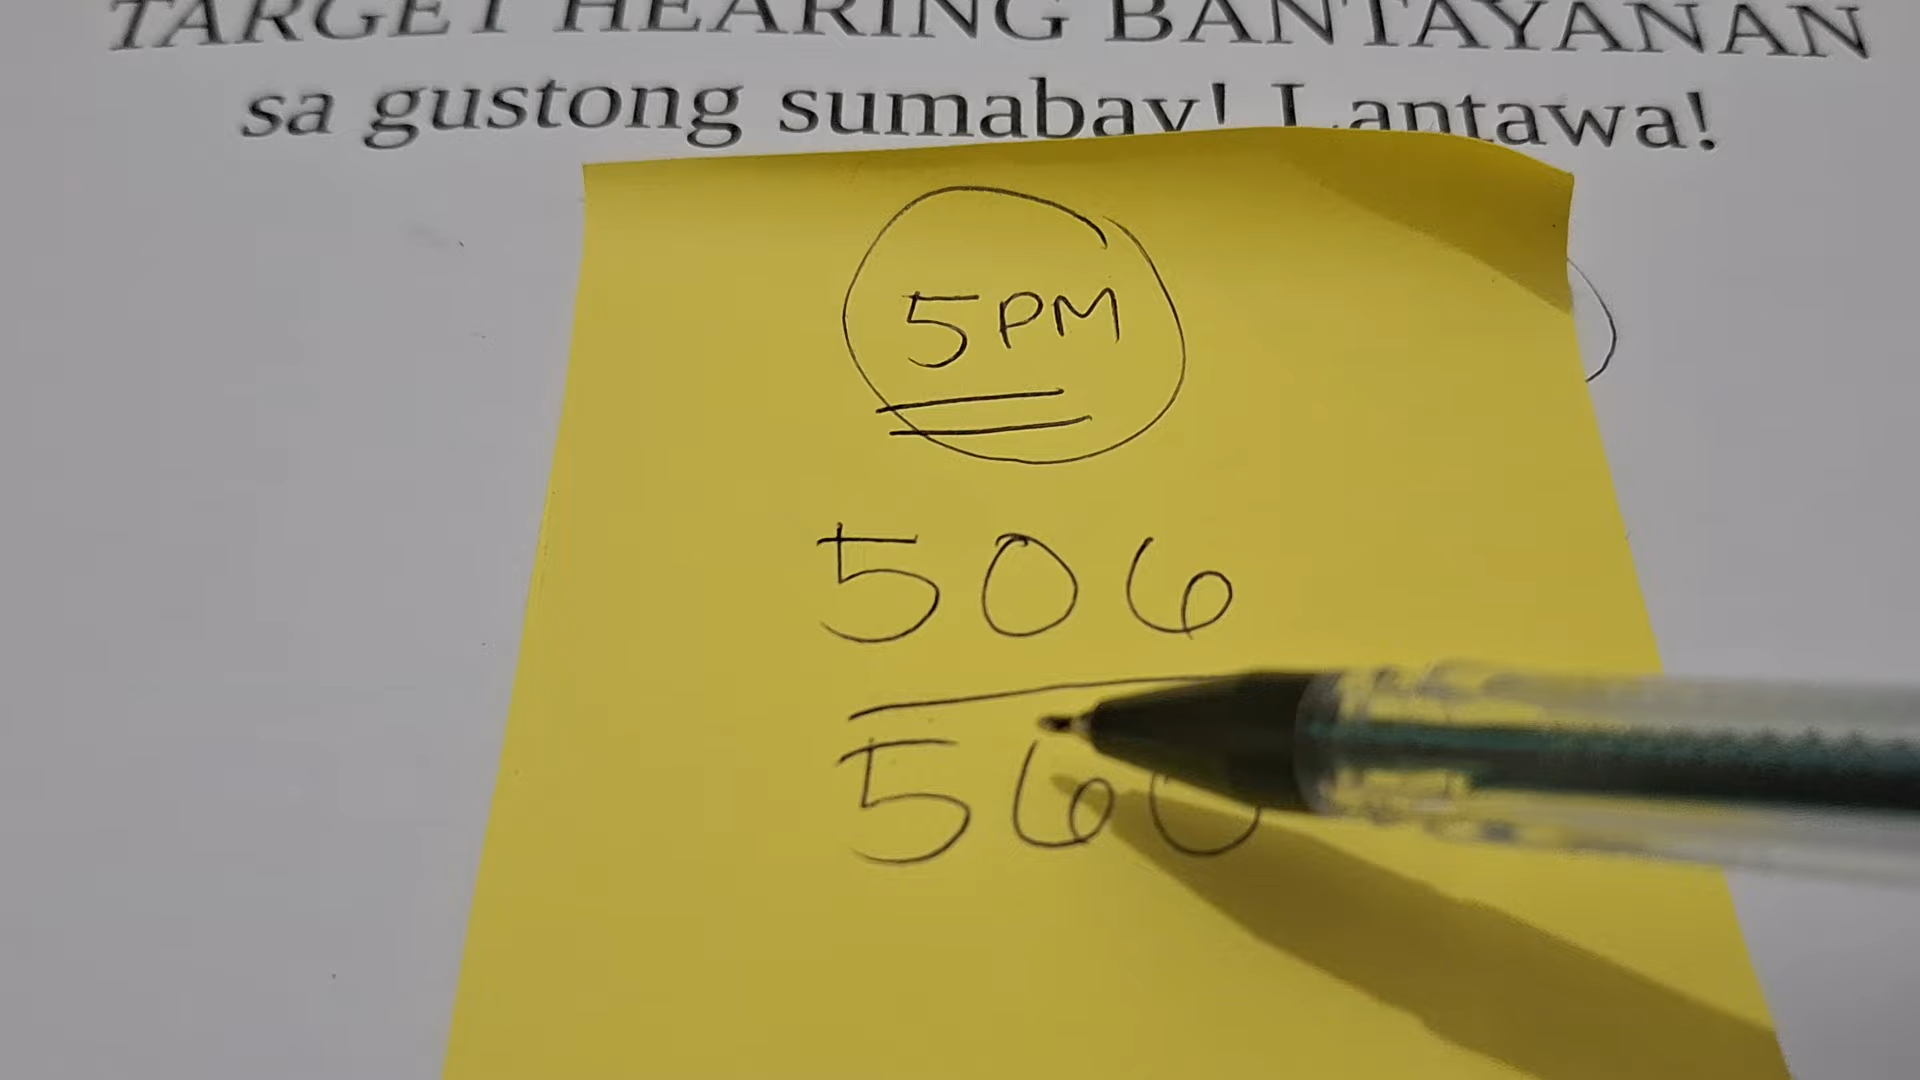 TARGET HEARING BANTAYANAN
sa gustong sumabay! Lantawa!
5PM
506
560